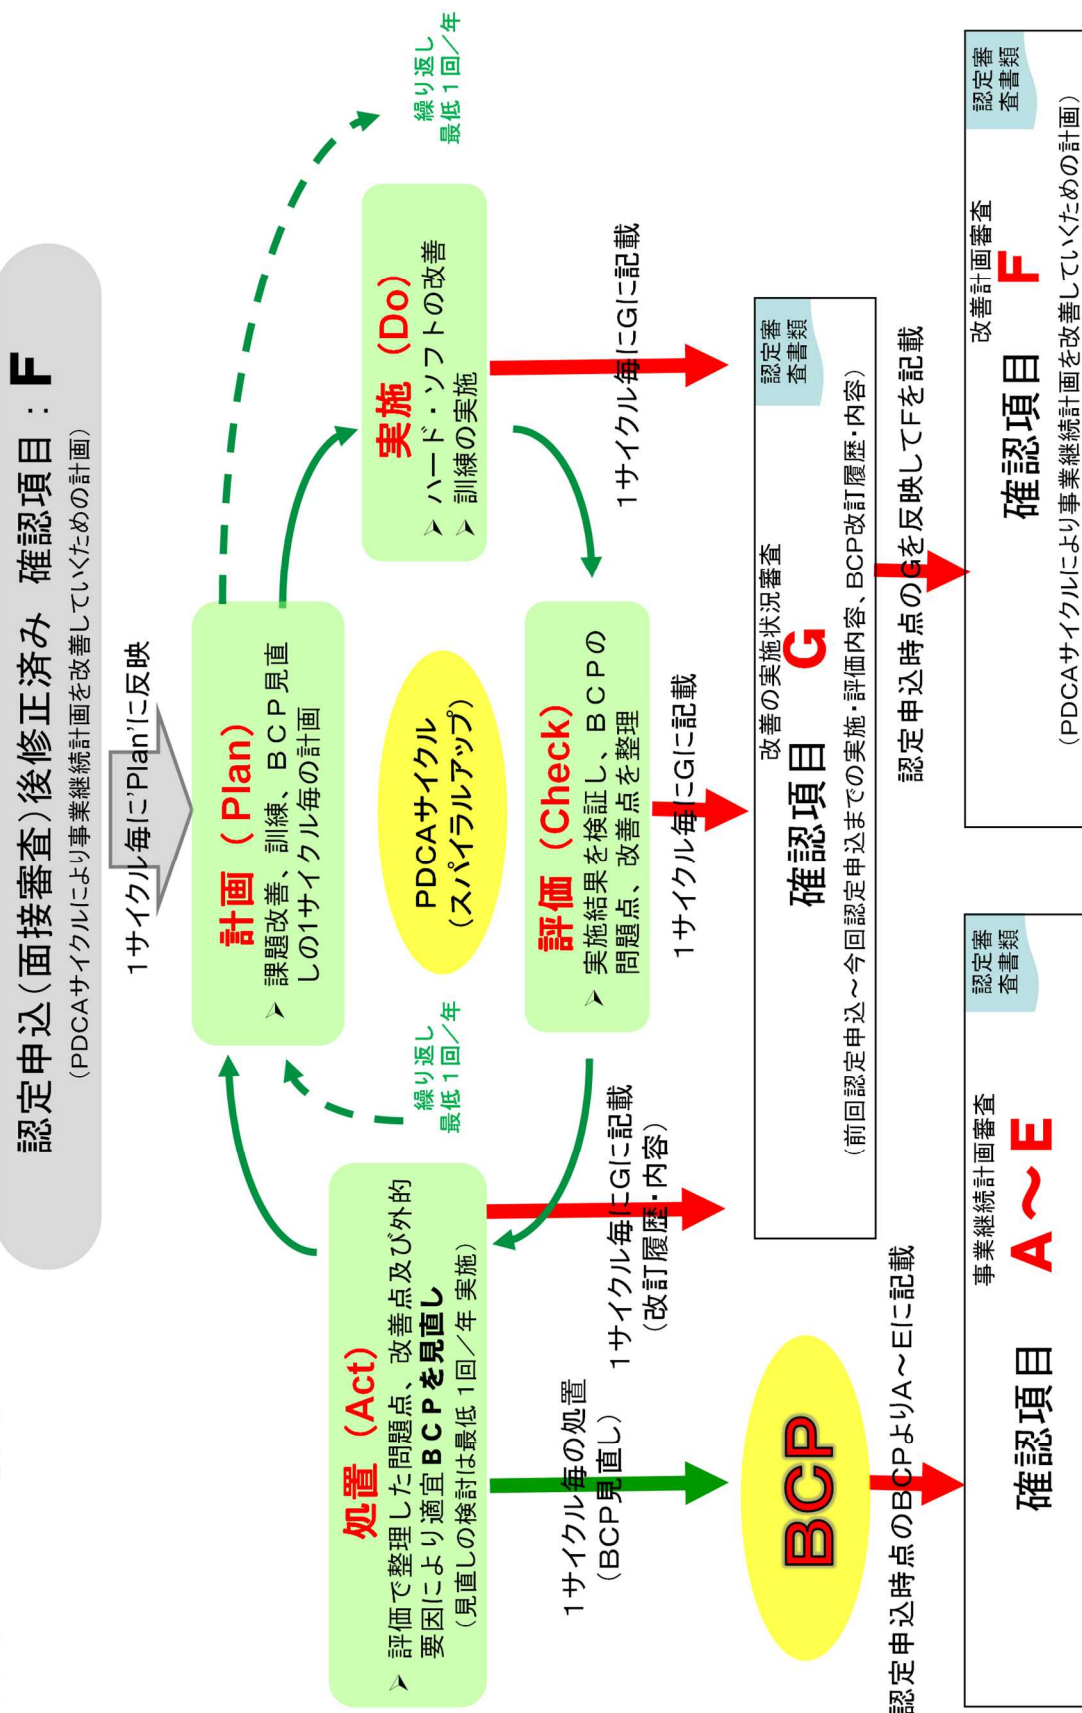 認定申込(面接審査)後修正済み 確認項目:F
(PDCAサイクルにより事業継続計画を改善していくための計画)
1サイクル毎に'Plan'に反映
計画(Plan)
➢ 課題改善、訓練、BCP見直
しの1サイクル毎の計画
繰り返し
最低1回/年
実施(Do)
➢ ハード・ソフトの改善
➢ 訓練の実施
PDCAサイクル
(スパイラルアップ)
繰り返し
最低1回/年
処置(Act)
➢ 評価で整理した問題点、改善点及び外的
要因により適宜BCPを見直し
(見直しの検討は最低1回/年 実施)
評価(Check)
➢ 実施結果を検証し、BCPの
問題点、改善点を整理
1サイクル毎の処置
(BCP見直し)
1サイクル毎にGに記載
(改訂履歴・内容)
1サイクル毎にGに記載
1サイクル毎にGに記載
BCP
改善の実施状況審査
確認項目 G
認定審
査書類
(前回認定申込~今回認定申込までの実施・評価内容、BCP改訂履歴・内容)
認定申込時点のBCPよりA~Eに記載
認定申込時点のGを反映してFを記載
事業継続計画審査
確認項目 A~E
認定審
査書類
改善計画審査
確認項目 F
認定審
査書類
(PDCAサイクルにより事業継続計画を改善していくための計画)